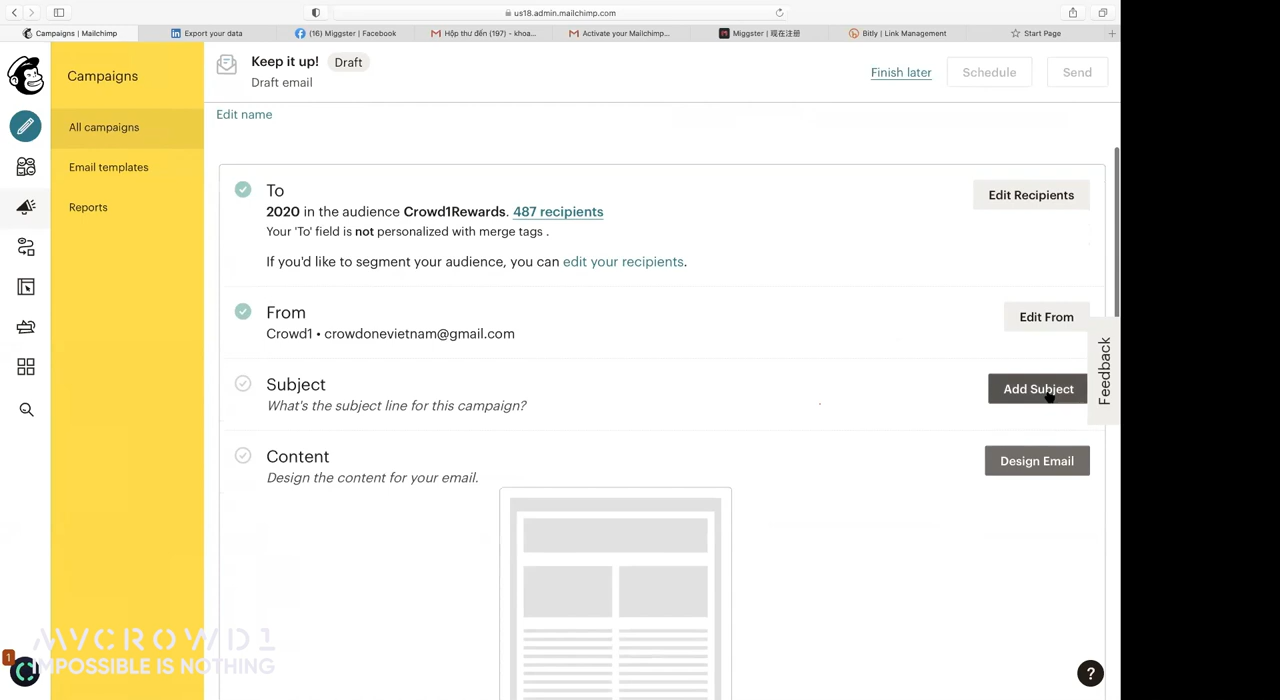 us18.admin.mailchimp.com
Campaigns | Mailchimp
Export your data
(16) Miggster | Facebook
Hộp thư đến (197) - khoa...
Activate your Mailchimp...
Miggster | 现在注册
Bitly | Link Management
Start Page
Campaigns
All campaigns
Email templates
Reports
Keep it up!
Draft
Draft email
Finish later
Schedule
Send
Edit name
To
2020 in the audience Crowd1Rewards. 487 recipients
Your 'To' field is not personalized with merge tags .
If you'd like to segment your audience, you can edit your recipients.
Edit Recipients
From
Crowd1 • crowdonevietnam@gmail.com
Edit From
Subject
What's the subject line for this campaign?
Add Subject
Feedback
Content
Design the content for your email.
Design Email
MYCROWD1
IMPOSSIBLE IS NOTHING
1
?